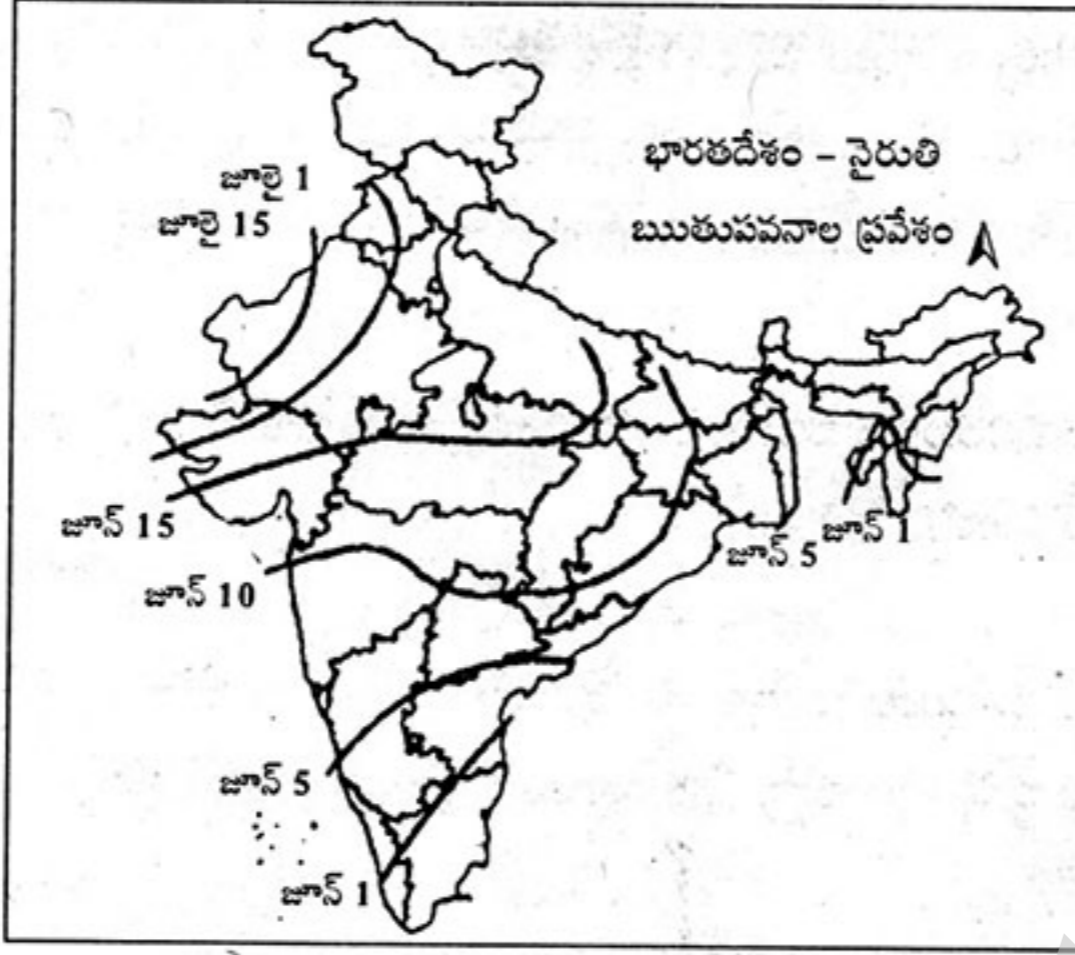 భారతదేశం – నైరుతి
ఋతుపవనాల ప్రవేశం
జూలై 1
జూలై 15
జూన్ 15
జూన్ 10
జూన్ 5
జూన్ 1
జూన్ 5
జూన్ 1